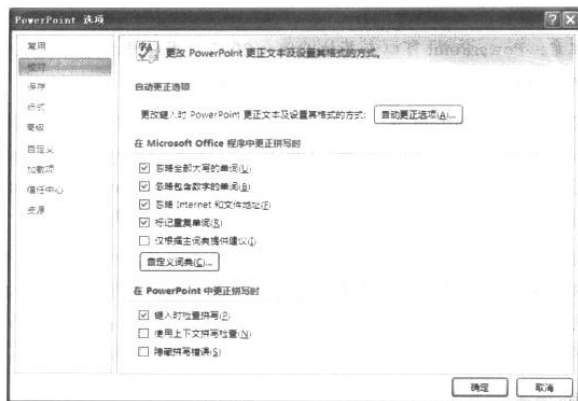 PowerPoint 选项
常用
校对
保存
版式
高级
自定义
加载项
信任中心
资源
更改 PowerPoint 更正文本及设置其格式的方式。
自动更正选项
更改键入时 PowerPoint 更正文本及设置其格式的方式: 自动更正选项(A)...
在 Microsoft Office 程序中更正拼写时
忽略全部大写的单词(U)
忽略包含数字的单词(B)
忽略 Internet 和文件地址(F)
标记重复单词(R)
仅根据主词典提供建议(I)
自定义词典(C)...
在 PowerPoint 中更正拼写时
键入时检查拼写(P)
使用上下文拼写检查(N)
隐藏拼写错误(S)
确定 取消